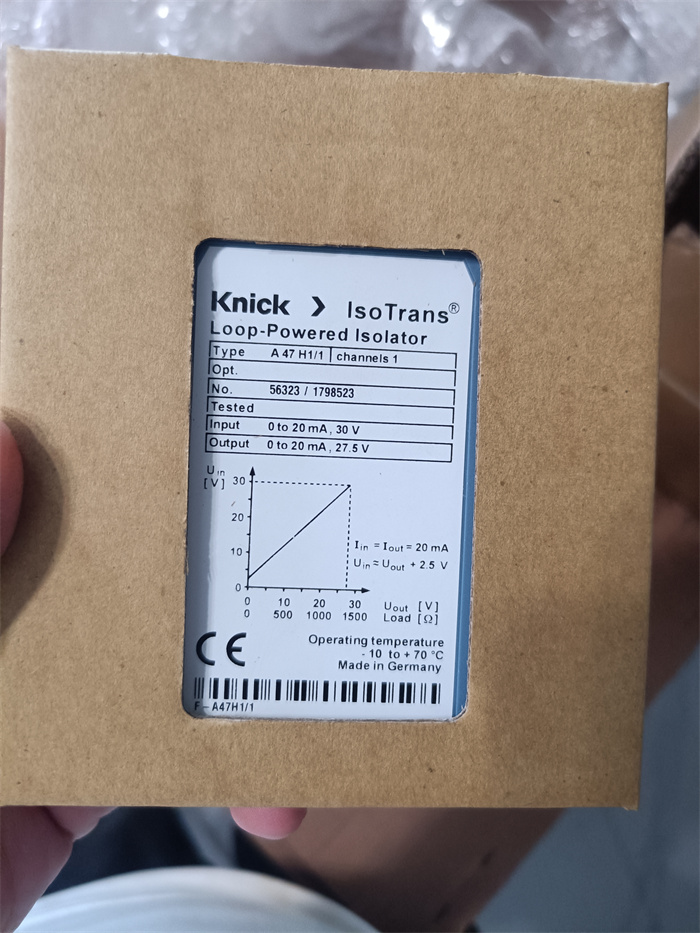 Knick > IsoTrans®
Loop-Powered Isolator
Type A 47 H1/1 channels 1
Opt.
No. 56323 / 1798523
Tested
Input 0 to 20 mA, 30 V
Output 0 to 20 mA, 27.5 V
Uin
[V] 30
20
10
0
Iin = Iout = 20 mA
Uin ≈ Uout + 2.5 V
0 10 20 30 Uout [V]
0 500 1000 1500 Load [Ω]
CE
Operating temperature
- 10 to + 70 °C
Made in Germany
F - A47H1/1